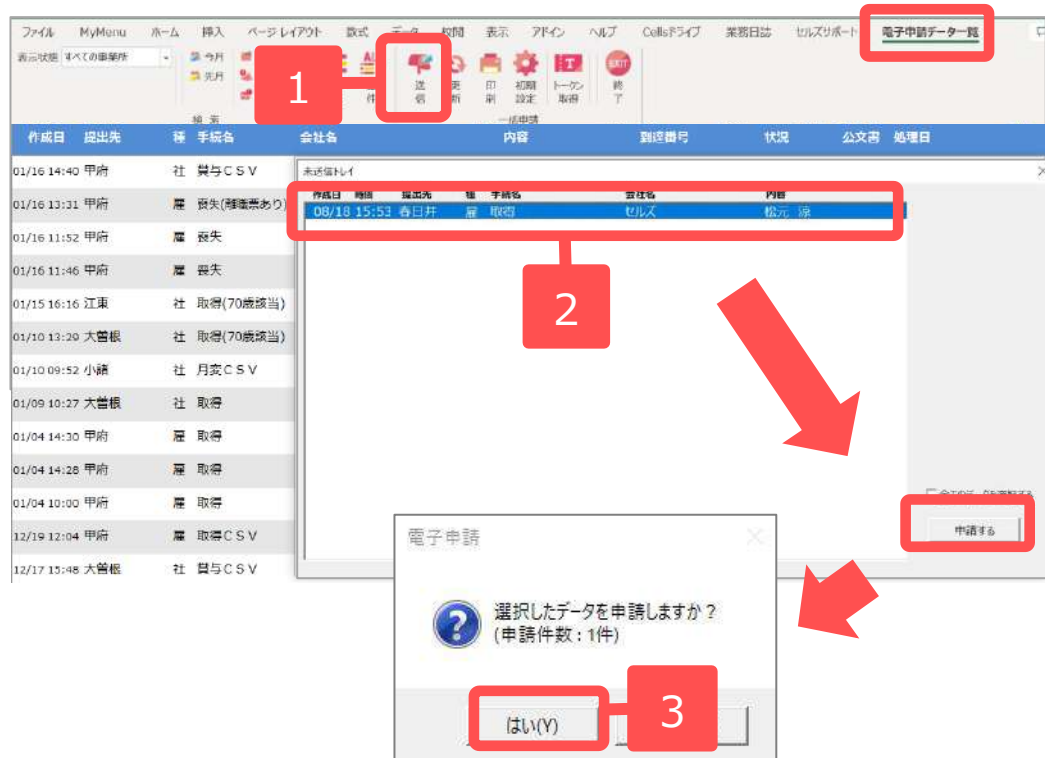 ファイル MyMenu ホーム 挿入 ページ レイアウト 数式 データ 校閲 表示 アドイン ヘルプ Cellsドライブ 業務日誌 セルズサポート 電子申請データ一覧
表示状態 すべての事業所
今月
先月
検索
1
件
送信
更新
印刷
初期設定
トークン取得
EXIT
終了
一括申請
作成日 提出先 種 手続名 会社名 内容 到達番号 状況 公文書 処理日
01/16 14:40 甲府 社 賞与ＣＳＶ
01/16 13:31 甲府 雇 喪失(離職票あり)
01/16 11:52 甲府 雇 喪失
01/16 11:46 甲府 雇 喪失
01/15 16:16 江東 社 取得(70歳該当)
01/10 13:29 大曽根 社 取得(70歳該当)
01/10 09:52 小諸 社 月変ＣＳＶ
01/09 10:27 大曽根 社 取得
01/04 14:30 甲府 雇 取得
01/04 14:28 甲府 雇 取得
01/04 10:00 甲府 雇 取得
12/19 12:04 甲府 雇 取得ＣＳＶ
12/17 15:48 大曽根 社 賞与ＣＳＶ
未送信トレイ
作成日 時間 提出先 種 手続名 会社名 内容
08/18 15:53 春日井 雇 取得 セルズ 松元 涼
2
申請する
電子申請
選択したデータを申請しますか？
(申請件数：1件)
はい(Y)
3